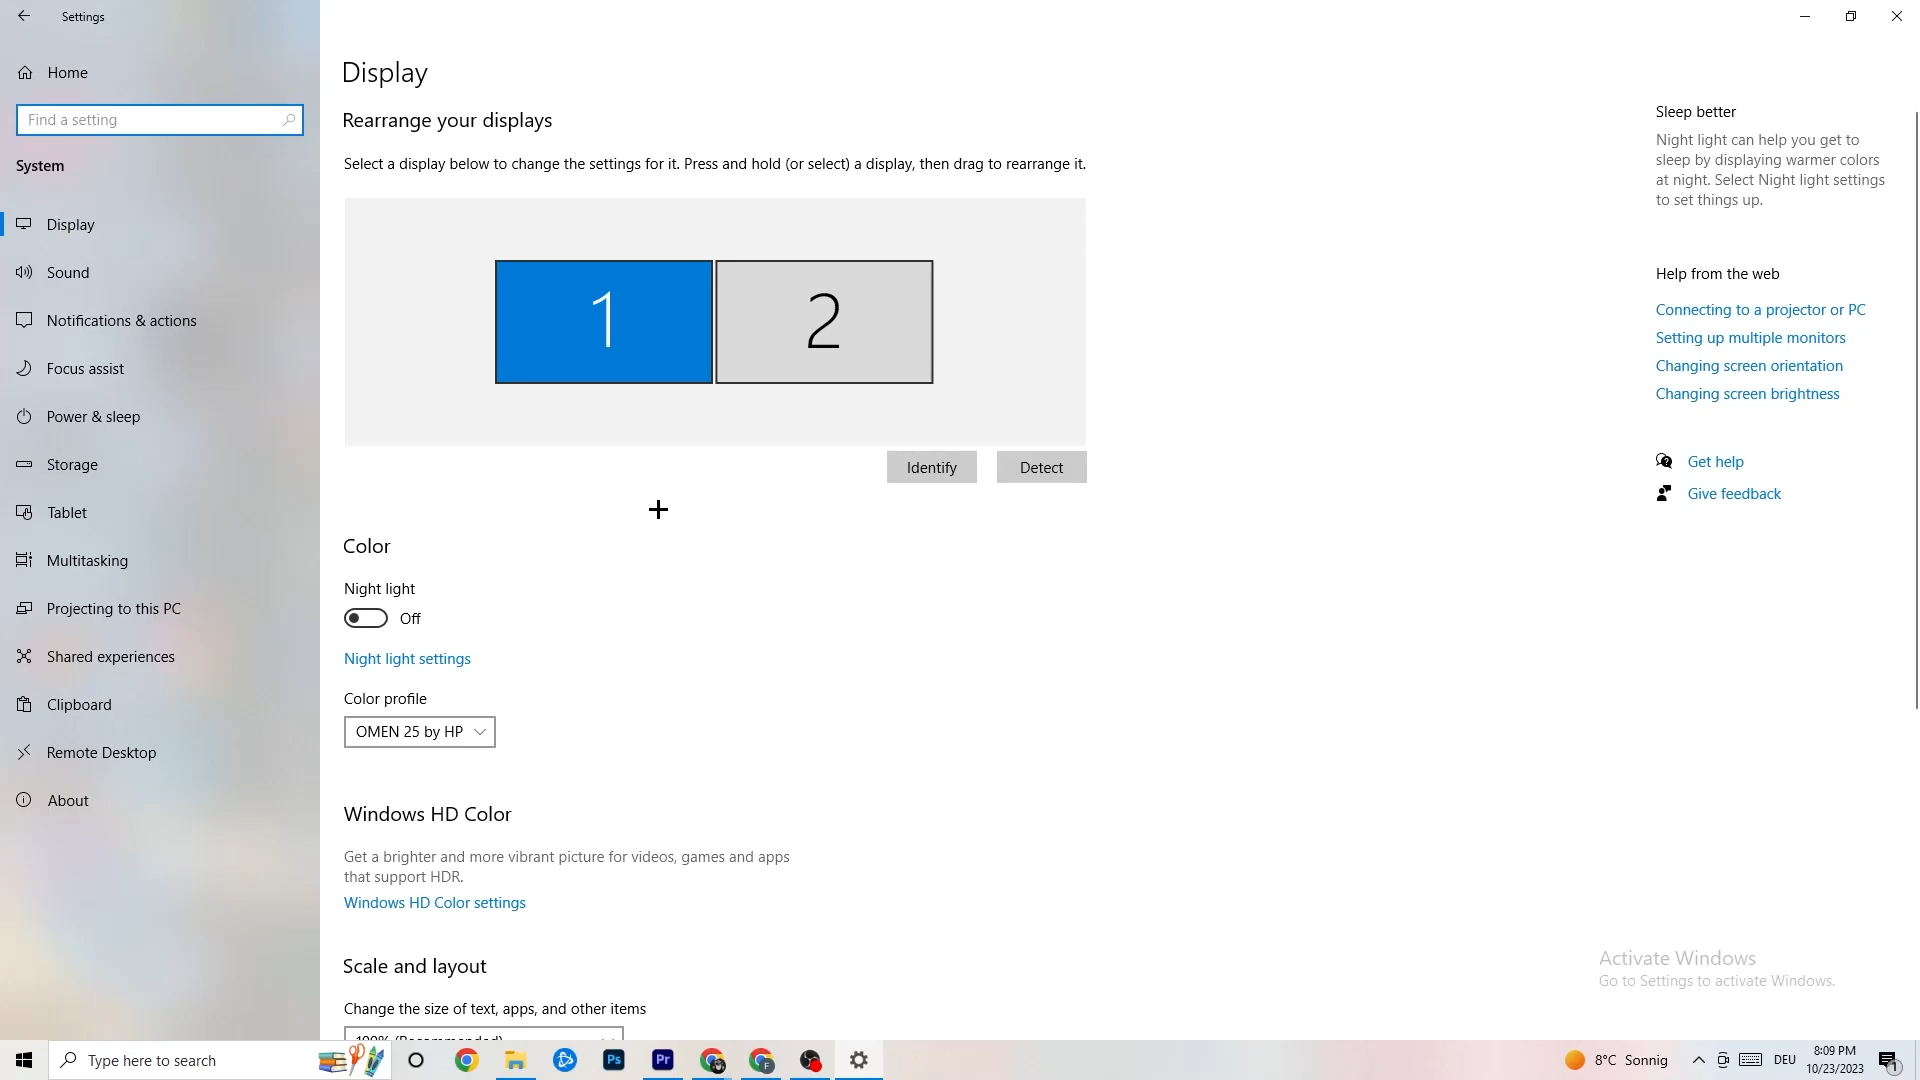 Settings
Home
Find a setting
System
Display
Sound
Notifications & actions
Focus assist
Power & sleep
Storage
Tablet
Multitasking
Projecting to this PC
Shared experiences
Clipboard
Remote Desktop
About
Display
Rearrange your displays
Select a display below to change the settings for it. Press and hold (or select) a display, then drag to rearrange it.
1
2
Identify
Detect
Color
Night light
Off
Night light settings
Color profile
OMEN 25 by HP
Windows HD Color
Get a brighter and more vibrant picture for videos, games and apps
that support HDR.
Windows HD Color settings
Scale and layout
Change the size of text, apps, and other items
100% (Recommended)
Sleep better
Night light can help you get to
sleep by displaying warmer colors
at night. Select Night light settings
to set things up.
Help from the web
Connecting to a projector or PC
Setting up multiple monitors
Changing screen orientation
Changing screen brightness
Get help
Give feedback
Activate Windows
Go to Settings to activate Windows.
Type here to search
Ps
Pr
F
8°C Sonnig
DEU
8:09 PM
10/23/2023
1